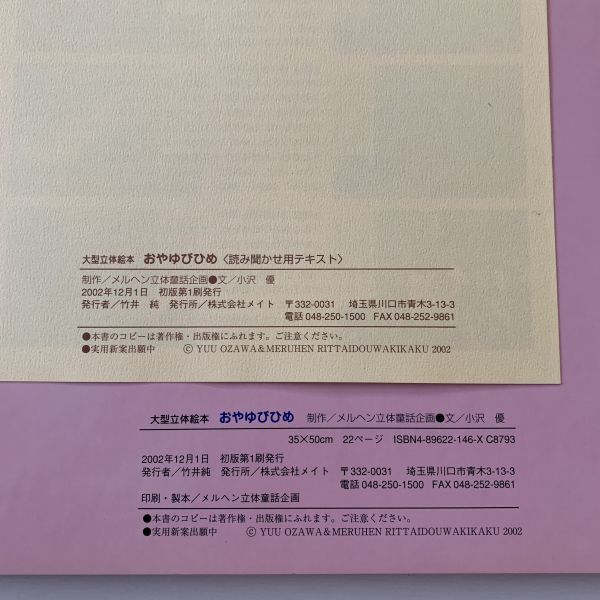 大型立体絵本 おやゆびひめ〈読み聞かせ用テキスト〉
制作／メルヘン立体童話企画●文／小沢　優
2002年12月1日　初版第1刷発行
発行者／竹井　純　発行所／株式会社メイト　〒332-0031　埼玉県川口市青木3-13-3
電話 048-250-1500　FAX 048-252-9861
●本書のコピーは著作権・出版権にふれます。ご注意ください。
●実用新案出願中　© YUU OZAWA＆MERUHEN RITTAIDOUWAKIKAKU 2002
大型立体絵本 おやゆびひめ　制作／メルヘン立体童話企画●文／小沢　優
35×50cm　22ページ　ISBN4-89622-146-X C8793
2002年12月1日　初版第1刷発行
発行者／竹井純　発行所／株式会社メイト　〒332-0031　埼玉県川口市青木3-13-3
電話 048-250-1500　FAX 048-252-9861
印刷・製本／メルヘン立体童話企画
●本書のコピーは著作権・出版権にふれます。ご注意ください。
●実用新案出願中　© YUU OZAWA＆MERUHEN RITTAIDOUWAKIKAKU 2002